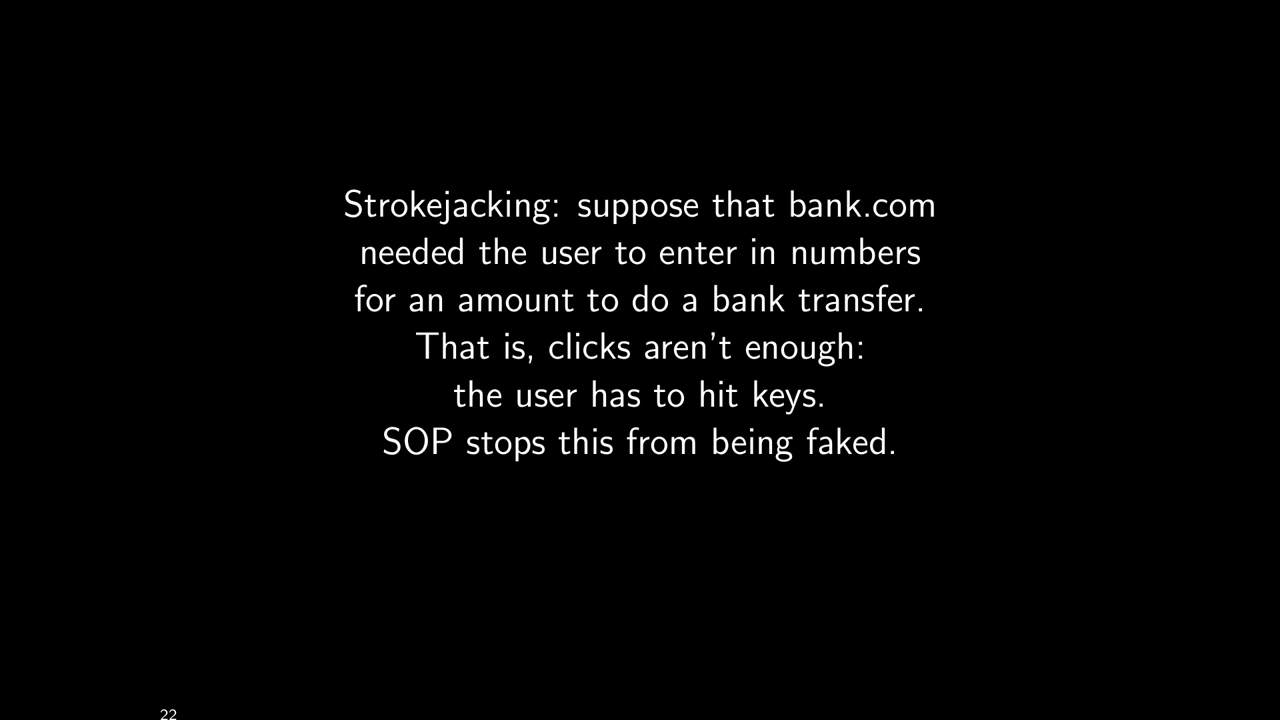 Strokejacking: suppose that bank.com
needed the user to enter in numbers
for an amount to do a bank transfer.
That is, clicks aren't enough:
the user has to hit keys.
SOP stops this from being faked.
22